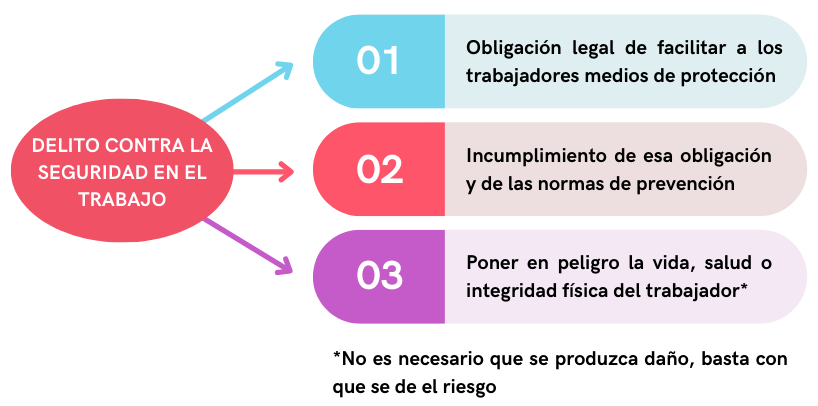 DELITO CONTRA LA
SEGURIDAD EN EL
TRABAJO
01
Obligación legal de facilitar a los
trabajadores medios de protección
02
Incumplimiento de esa obligación
y de las normas de prevención
03
Poner en peligro la vida, salud o
integridad física del trabajador*
*No es necesario que se produzca daño, basta con
que se de el riesgo